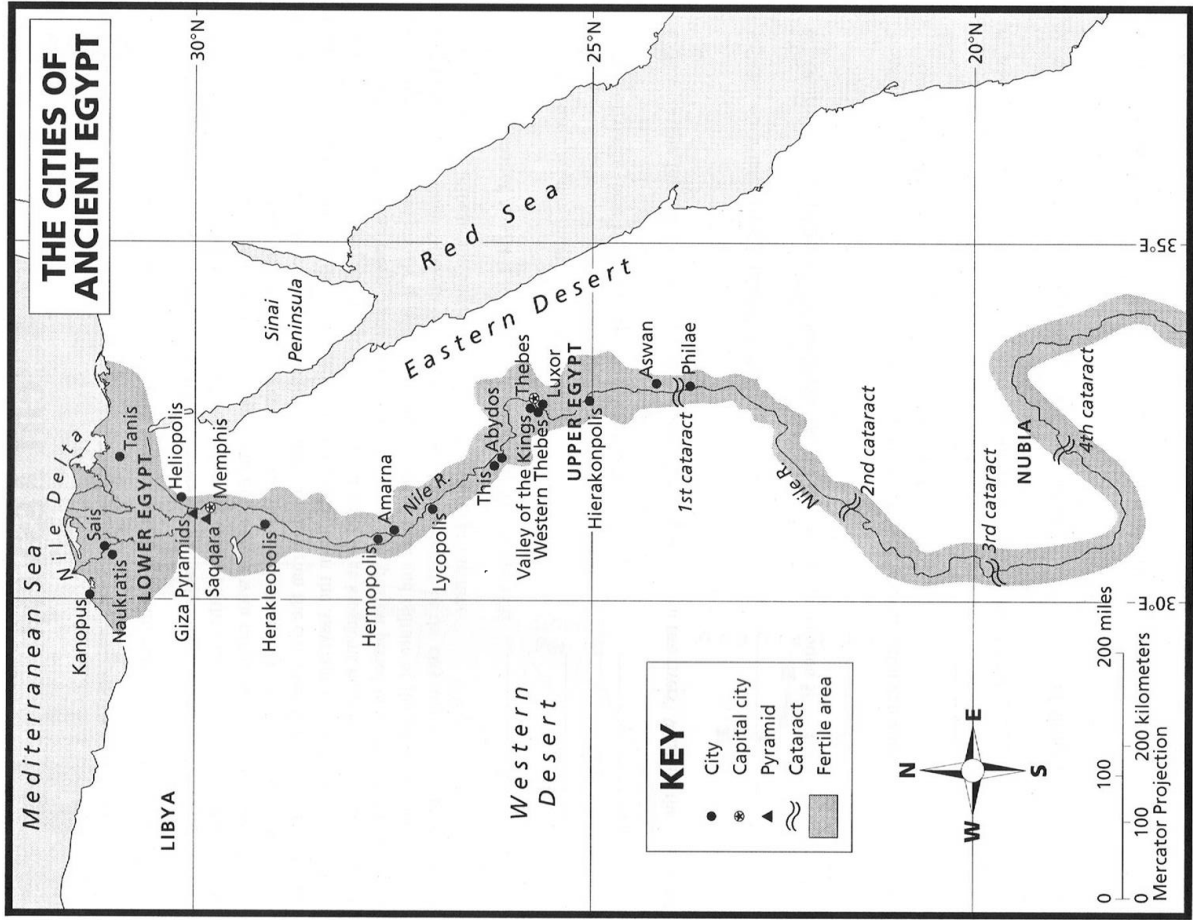 THE CITIES OF
ANCIENT EGYPT
Mediterranean Sea
Nile Delta
Kanopus
Sais
Naukratis
Tanis
LOWER EGYPT
Heliopolis
Giza Pyramids
Memphis
Saqqara
Herakleopolis
LIBYA
30°N
Sinai
Peninsula
Red Sea
Eastern Desert
Hermopolis
Amarna
Nile R.
Lycopolis
This
Abydos
Valley of the Kings
Thebes
Western Thebes
Luxor
UPPER EGYPT
Hierakonpolis
25°N
Western
Desert
Aswan
1st cataract
Philae
Nile R.
2nd cataract
3rd cataract
NUBIA
4th cataract
20°N
35°E
30°E
KEY
City
Capital city
Pyramid
Cataract
Fertile area
N
W
E
S
0 100 200 miles
0 100 200 kilometers
Mercator Projection